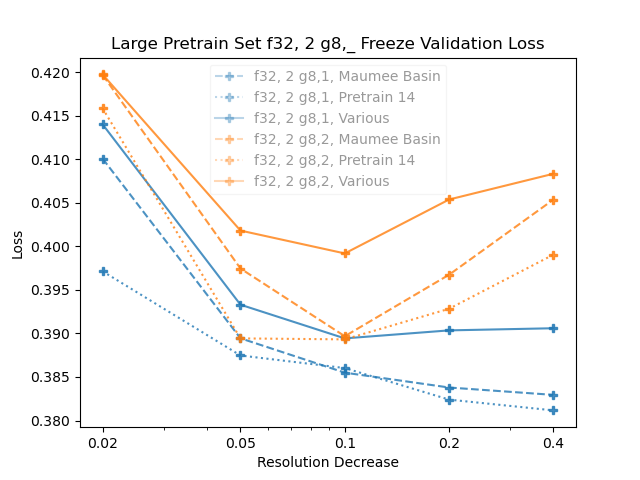 Large Pretrain Set f32, 2 g8,_ Freeze Validation Loss
0.420
0.415
0.410
0.405
0.400
0.395
0.390
0.385
0.380
Loss
f32, 2 g8,1, Maumee Basin
f32, 2 g8,1, Pretrain 14
f32, 2 g8,1, Various
f32, 2 g8,2, Maumee Basin
f32, 2 g8,2, Pretrain 14
f32, 2 g8,2, Various
0.02
0.05
0.1
0.2
0.4
Resolution Decrease